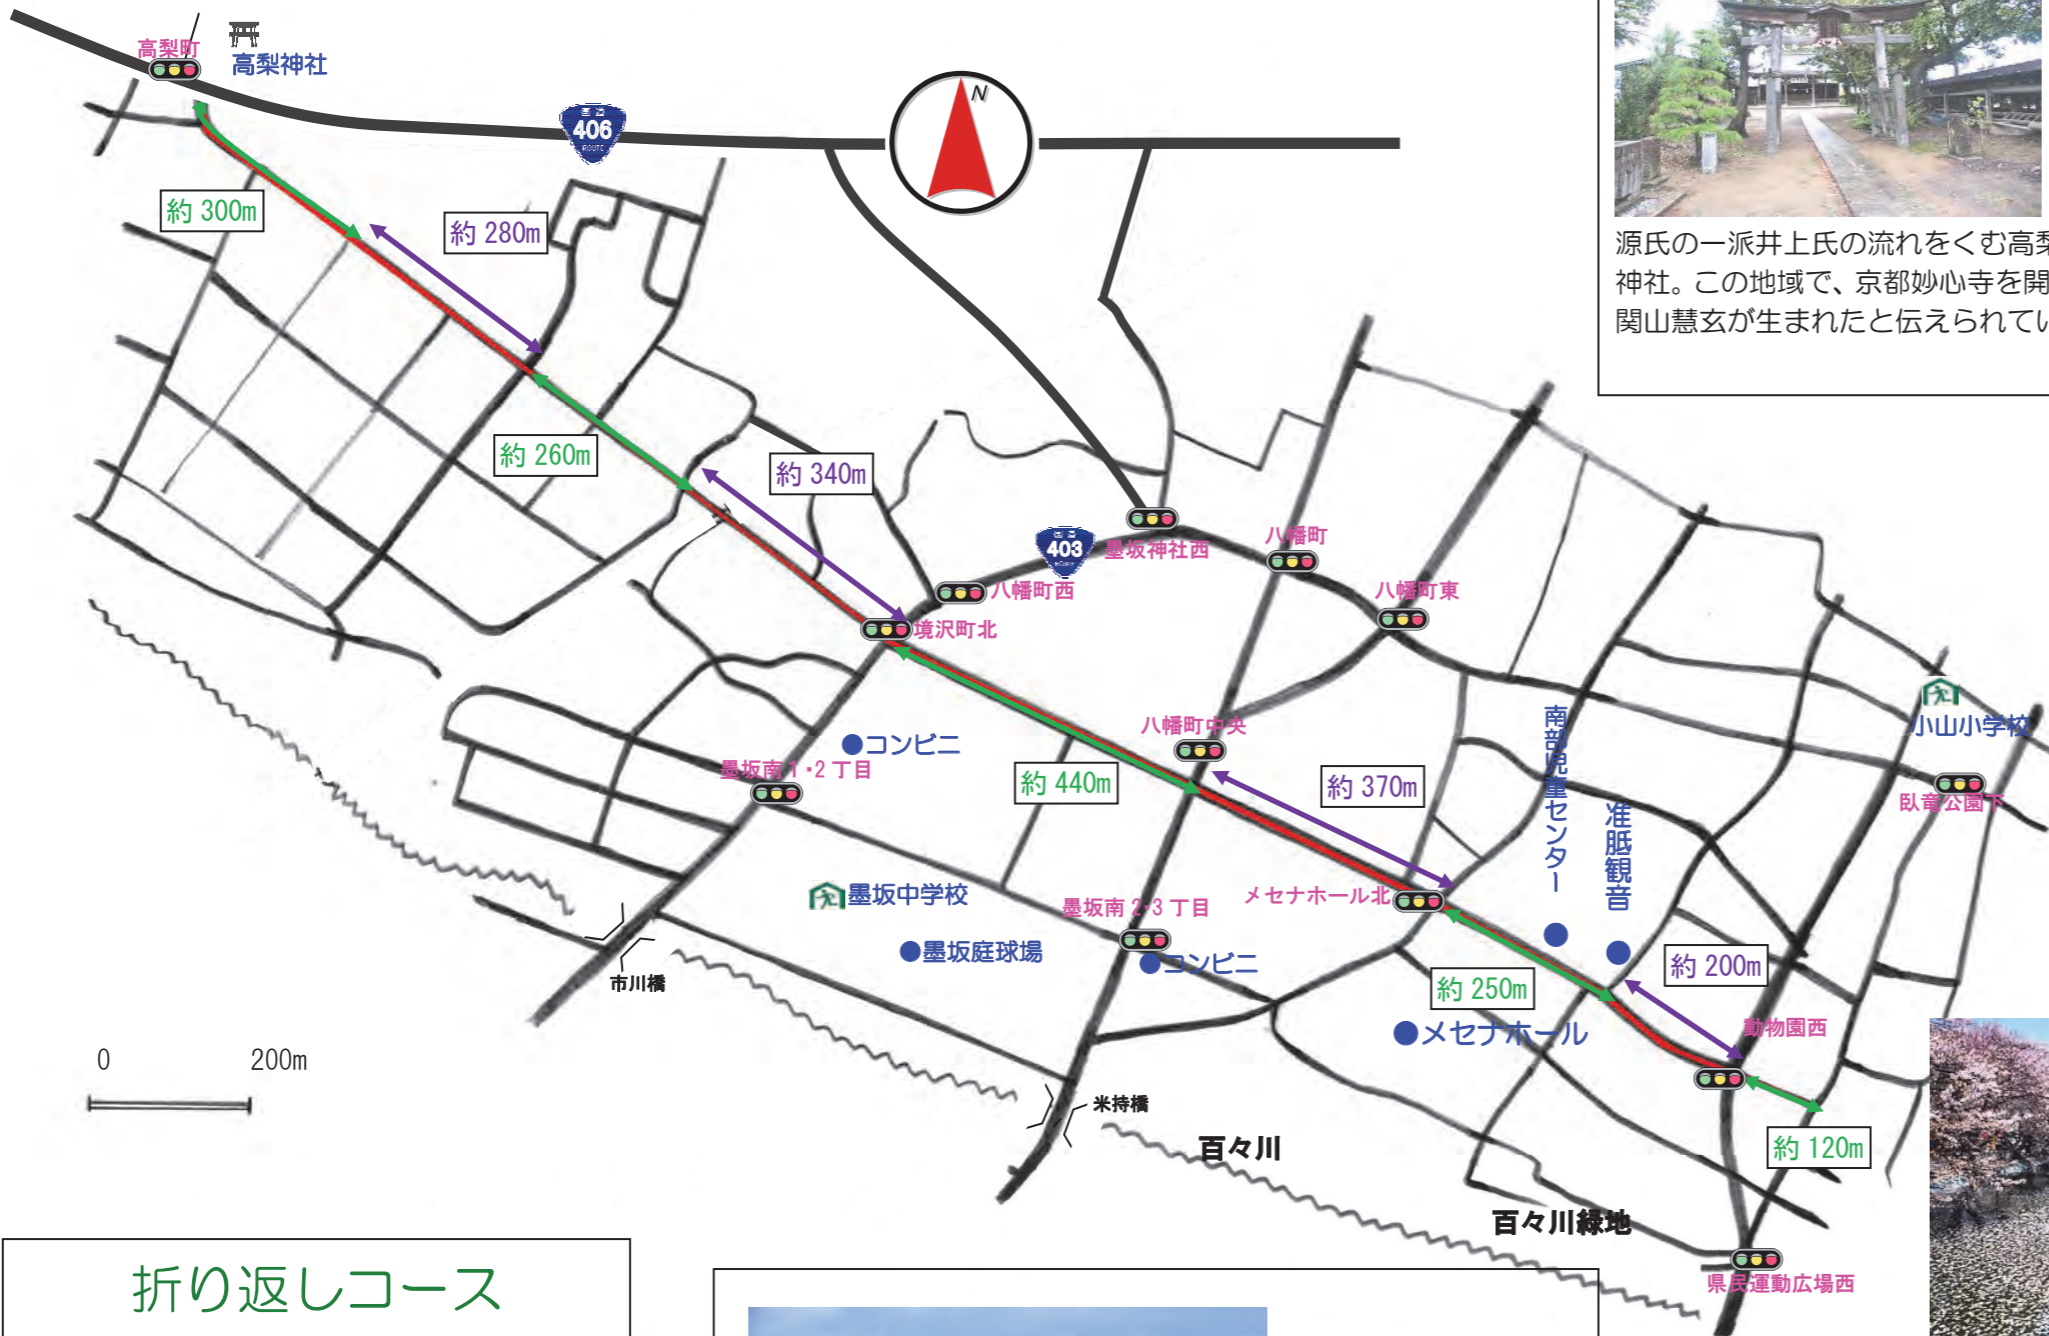 高梨町
高梨神社
N
国道
406
ROUTE
約 300m
約 280m
源氏の一派井上氏の流れをくむ高梨
神社。この地域で、京都妙心寺を開
関山慧玄が生まれたと伝えられてい
約 260m
約 340m
403
墨坂神社西
八幡町
八幡町西
八幡町東
境沢町北
小山小学校
八幡町中央
南部児童センター
コンビニ
墨坂南1・2丁目
約 440m
約 370m
臥竜公園下
准胝観音
墨坂中学校
墨坂南2・3丁目
メセナホール北
墨坂庭球場
コンビニ
約 200m
市川橋
約 250m
メセナホール
動物園西
0 200m
米持橋
百々川
約 120m
百々川緑地
県民運動広場西
折り返しコース